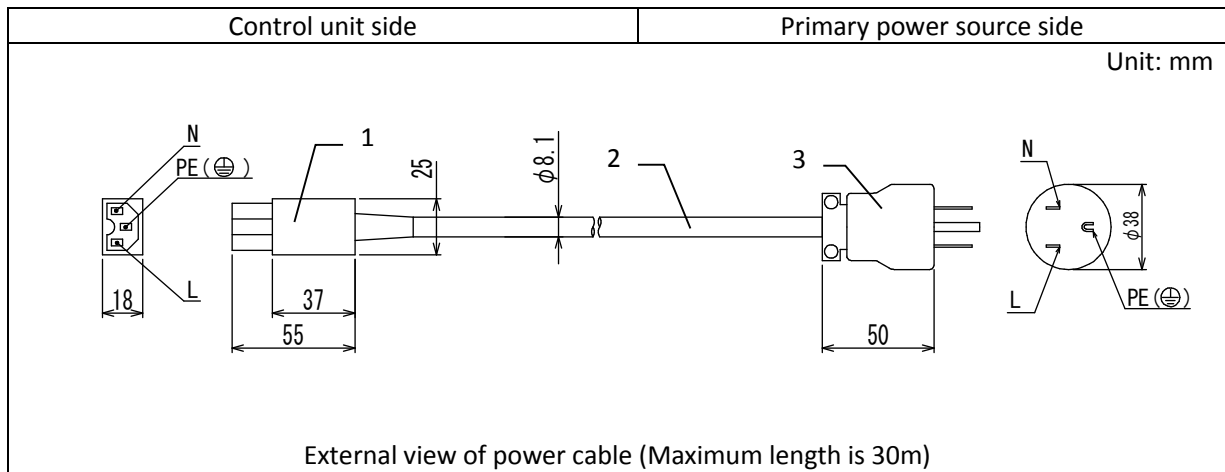 Control unit side
Primary power source side
Unit: mm
N
PE(⏚)
L
1
18
37
55
25
φ8.1
2
3
50
N
L
PE(⏚)
φ38
External view of power cable (Maximum length is 30m)